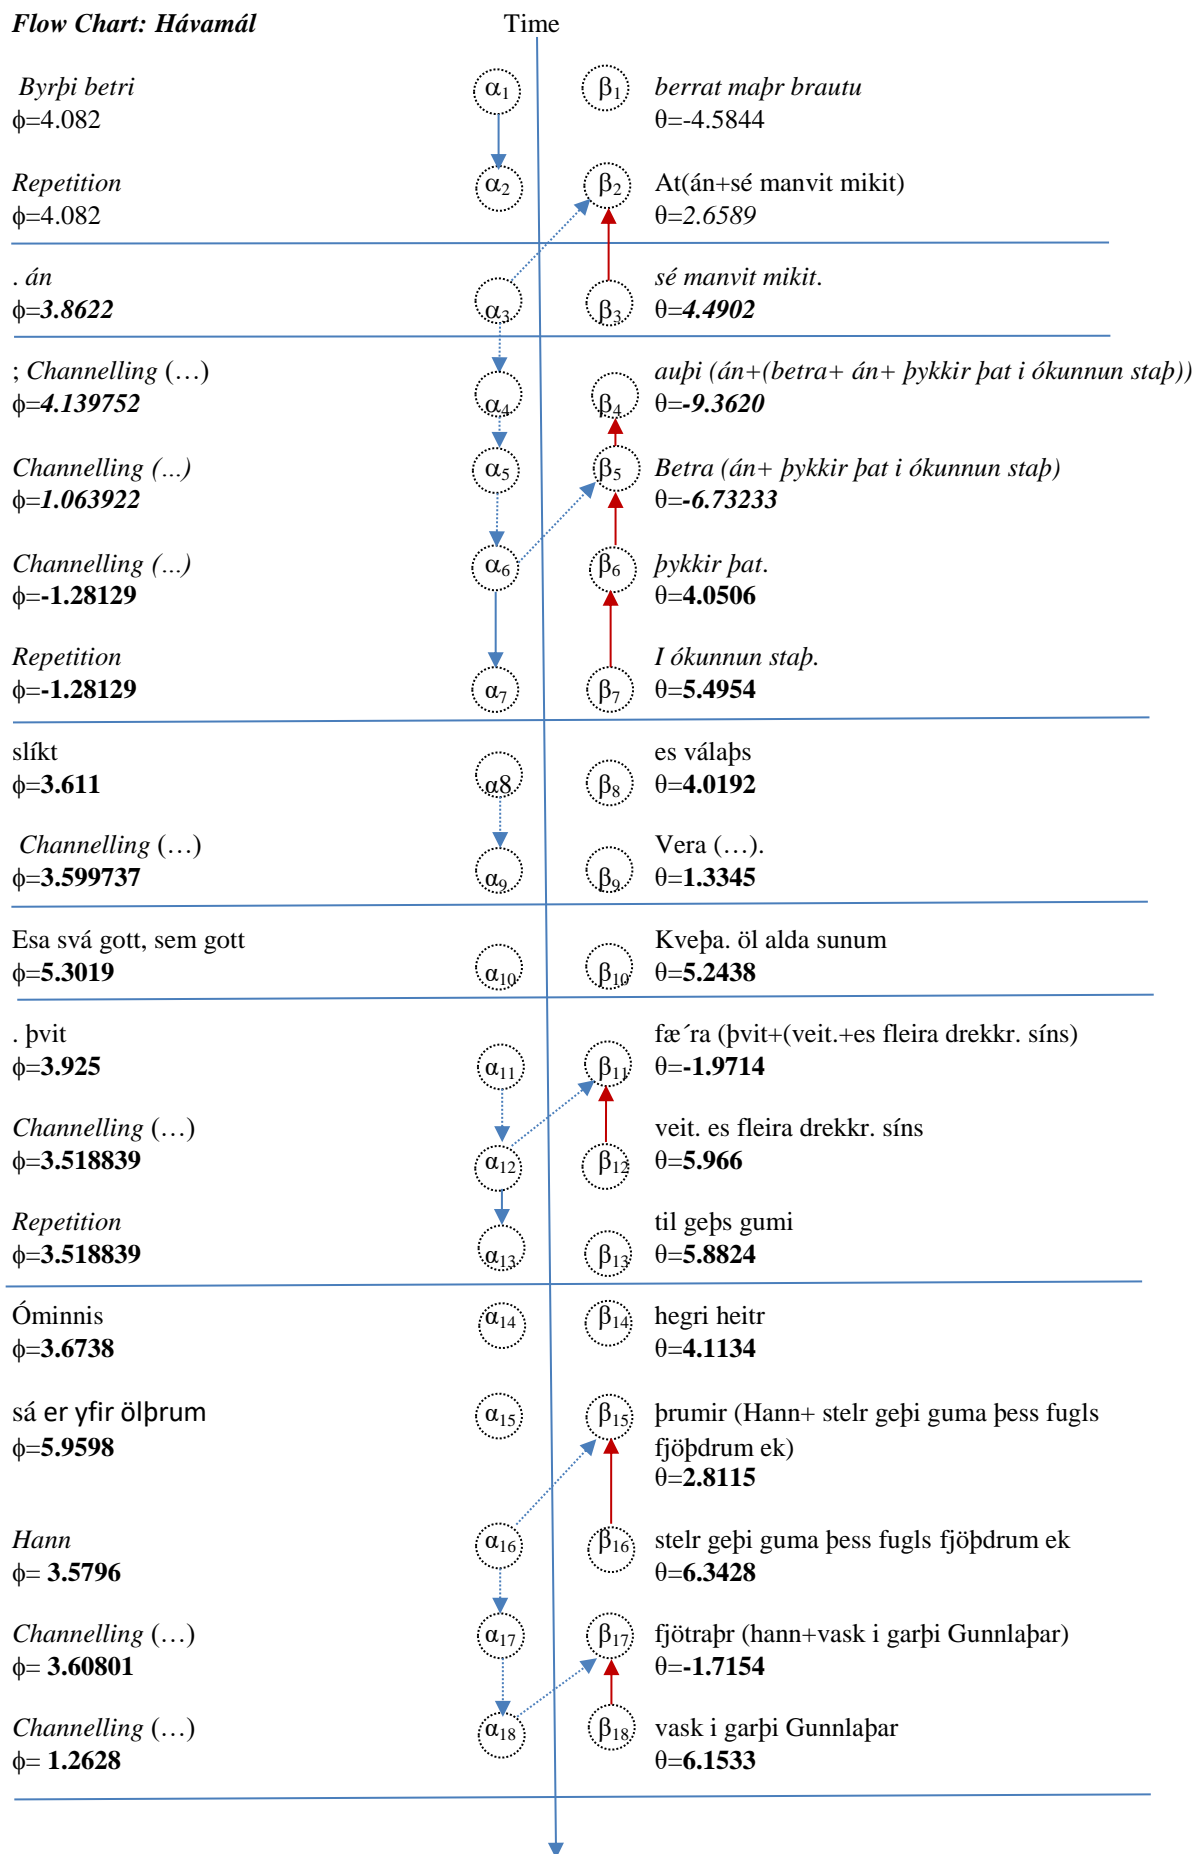 Flow Chart: Hávamál Time
Byrþi betri α1 β1 berrat maþr brautu
ϕ=4.082 θ=-4.5844
Repetition α2 β2 At(án+sé manvit mikit)
ϕ=4.082 θ=2.6589
. án sé manvit mikit.
ϕ=3.8622 α3 β3 θ=4.4902
; Channelling (…) auþi (án+(betra+ án+ þykkir þat i ókunnun staþ))
ϕ=4.139752 α4 β4 θ=-9.3620
Channelling (...) α5 β5 Betra (án+ þykkir þat i ókunnun staþ)
ϕ=1.063922 θ=-6.73233
Channelling (...) α6 β6 þykkir þat.
ϕ=-1.28129 θ=4.0506
Repetition I ókunnun staþ.
ϕ=-1.28129 α7 β7 θ=5.4954
slíkt es válaþs
ϕ=3.611 α8 β8 θ=4.0192
Channelling (…) Vera (…).
ϕ=3.599737 α9 β9 θ=1.3345
Esa svá gott, sem gott Kveþa. öl alda sunum
ϕ=5.3019 α10 β10 θ=5.2438
. þvit fæ´ra (þvit+(veit.+es fleira drekkr. síns)
ϕ=3.925 α11 β11 θ=-1.9714
Channelling (…) veit. es fleira drekkr. síns
ϕ=3.518839 α12 β12 θ=5.966
Repetition til geþs gumi
ϕ=3.518839 α13 β13 θ=5.8824
Óminnis α14 β14 hegri heitr
ϕ=3.6738 θ=4.1134
sá er yfir ölþrum α15 β15 þrumir (Hann+ stelr geþi guma þess fugls
ϕ=5.9598 fjöþdrum ek)
θ=2.8115
Hann α16 β16 stelr geþi guma þess fugls fjöþdrum ek
ϕ= 3.5796 θ=6.3428
Channelling (…) α17 β17 fjötraþr (hann+vask i garþi Gunnlaþar)
ϕ= 3.60801 θ=-1.7154
Channelling (…) α18 β18 vask i garþi Gunnlaþar
ϕ= 1.2628 θ=6.1533